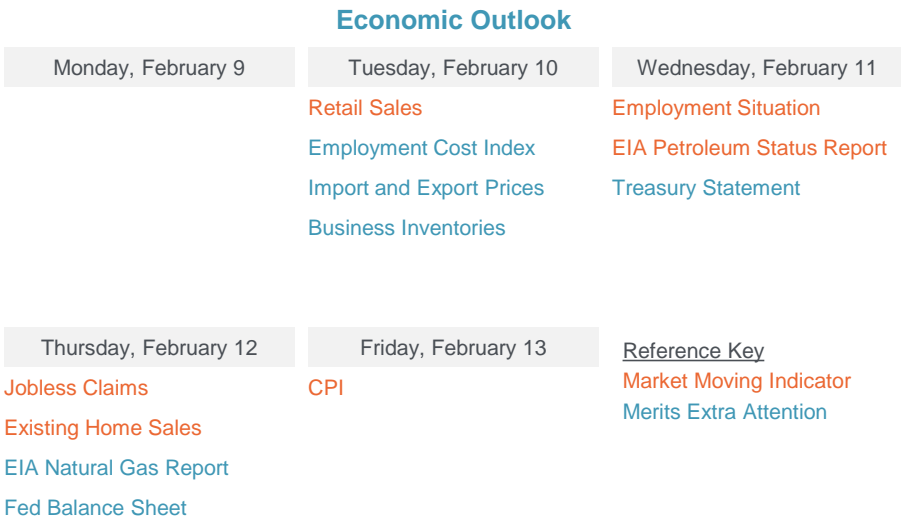 Economic Outlook
Monday, February 9
Tuesday, February 10
Retail Sales
Employment Cost Index
Import and Export Prices
Business Inventories
Wednesday, February 11
Employment Situation
EIA Petroleum Status Report
Treasury Statement
Thursday, February 12
Jobless Claims
Existing Home Sales
EIA Natural Gas Report
Fed Balance Sheet
Friday, February 13
CPI
Reference Key
Market Moving Indicator
Merits Extra Attention